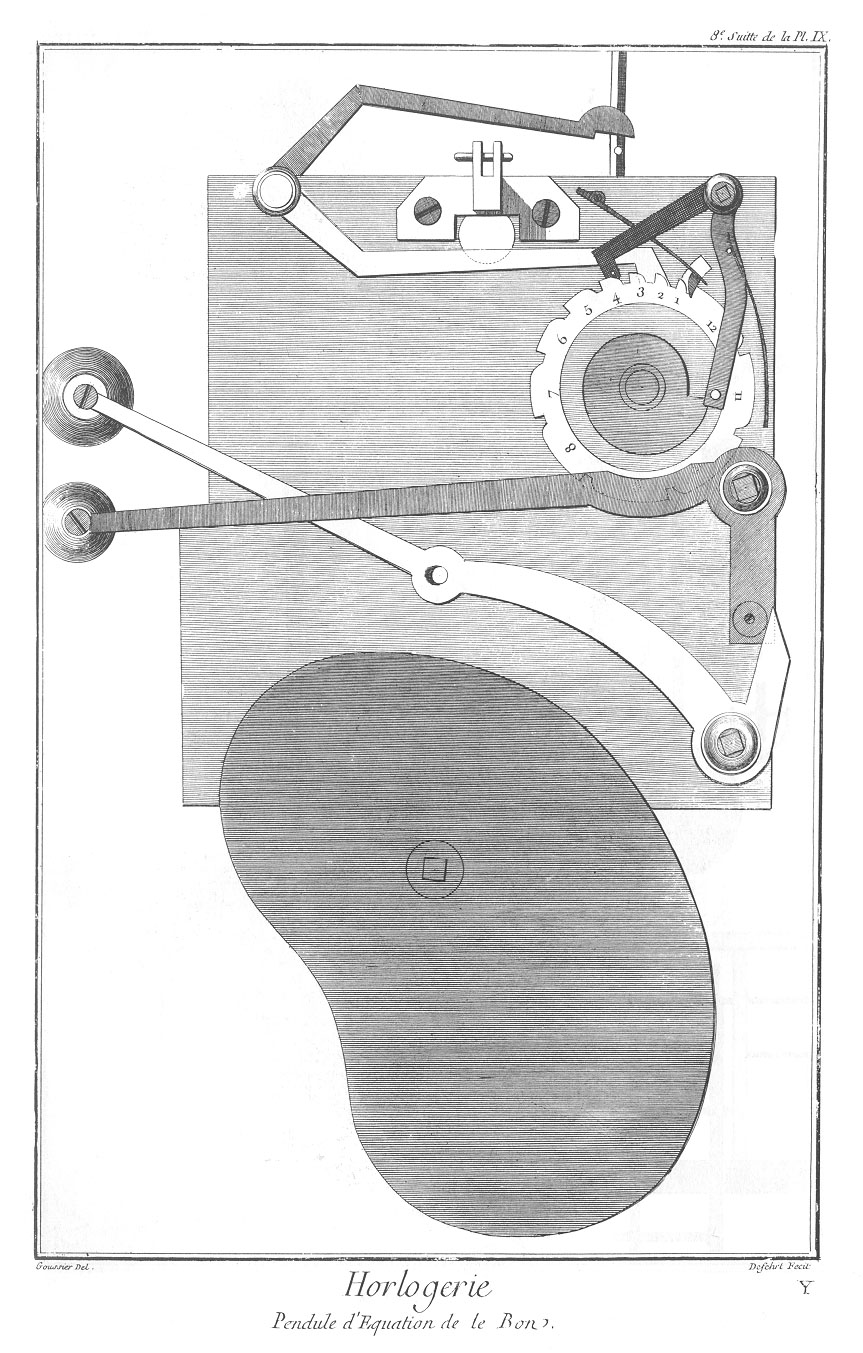 8.e Suitte de la Pl. IX.
3
4 2 1
5 12
6
7 11
8
Goussier Del. Defehrt Fecit
Horlogerie Y
Pendule d'Equation de le Bon.